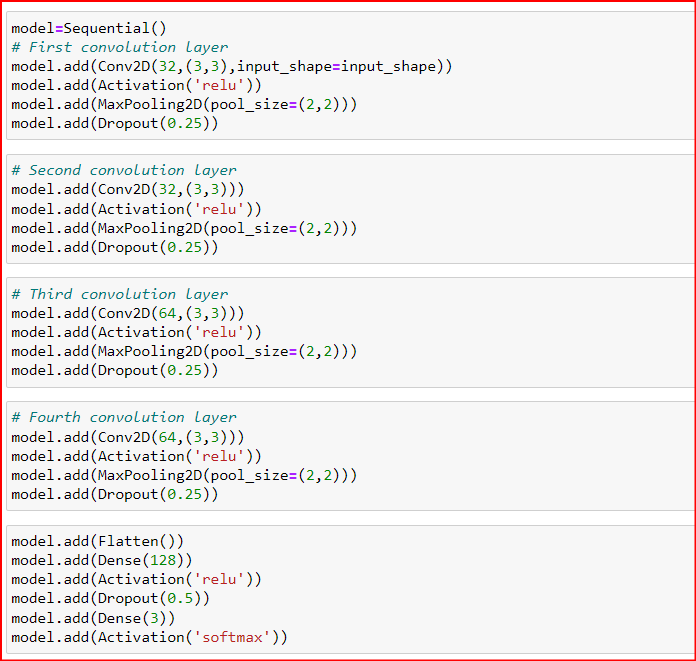 model=Sequential()
# First convolution layer
model.add(Conv2D(32,(3,3),input_shape=input_shape))
model.add(Activation('relu'))
model.add(MaxPooling2D(pool_size=(2,2)))
model.add(Dropout(0.25))
# Second convolution layer
model.add(Conv2D(32,(3,3)))
model.add(Activation('relu'))
model.add(MaxPooling2D(pool_size=(2,2)))
model.add(Dropout(0.25))
# Third convolution layer
model.add(Conv2D(64,(3,3)))
model.add(Activation('relu'))
model.add(MaxPooling2D(pool_size=(2,2)))
model.add(Dropout(0.25))
# Fourth convolution layer
model.add(Conv2D(64,(3,3)))
model.add(Activation('relu'))
model.add(MaxPooling2D(pool_size=(2,2)))
model.add(Dropout(0.25))
model.add(Flatten())
model.add(Dense(128))
model.add(Activation('relu'))
model.add(Dropout(0.5))
model.add(Dense(3))
model.add(Activation('softmax'))